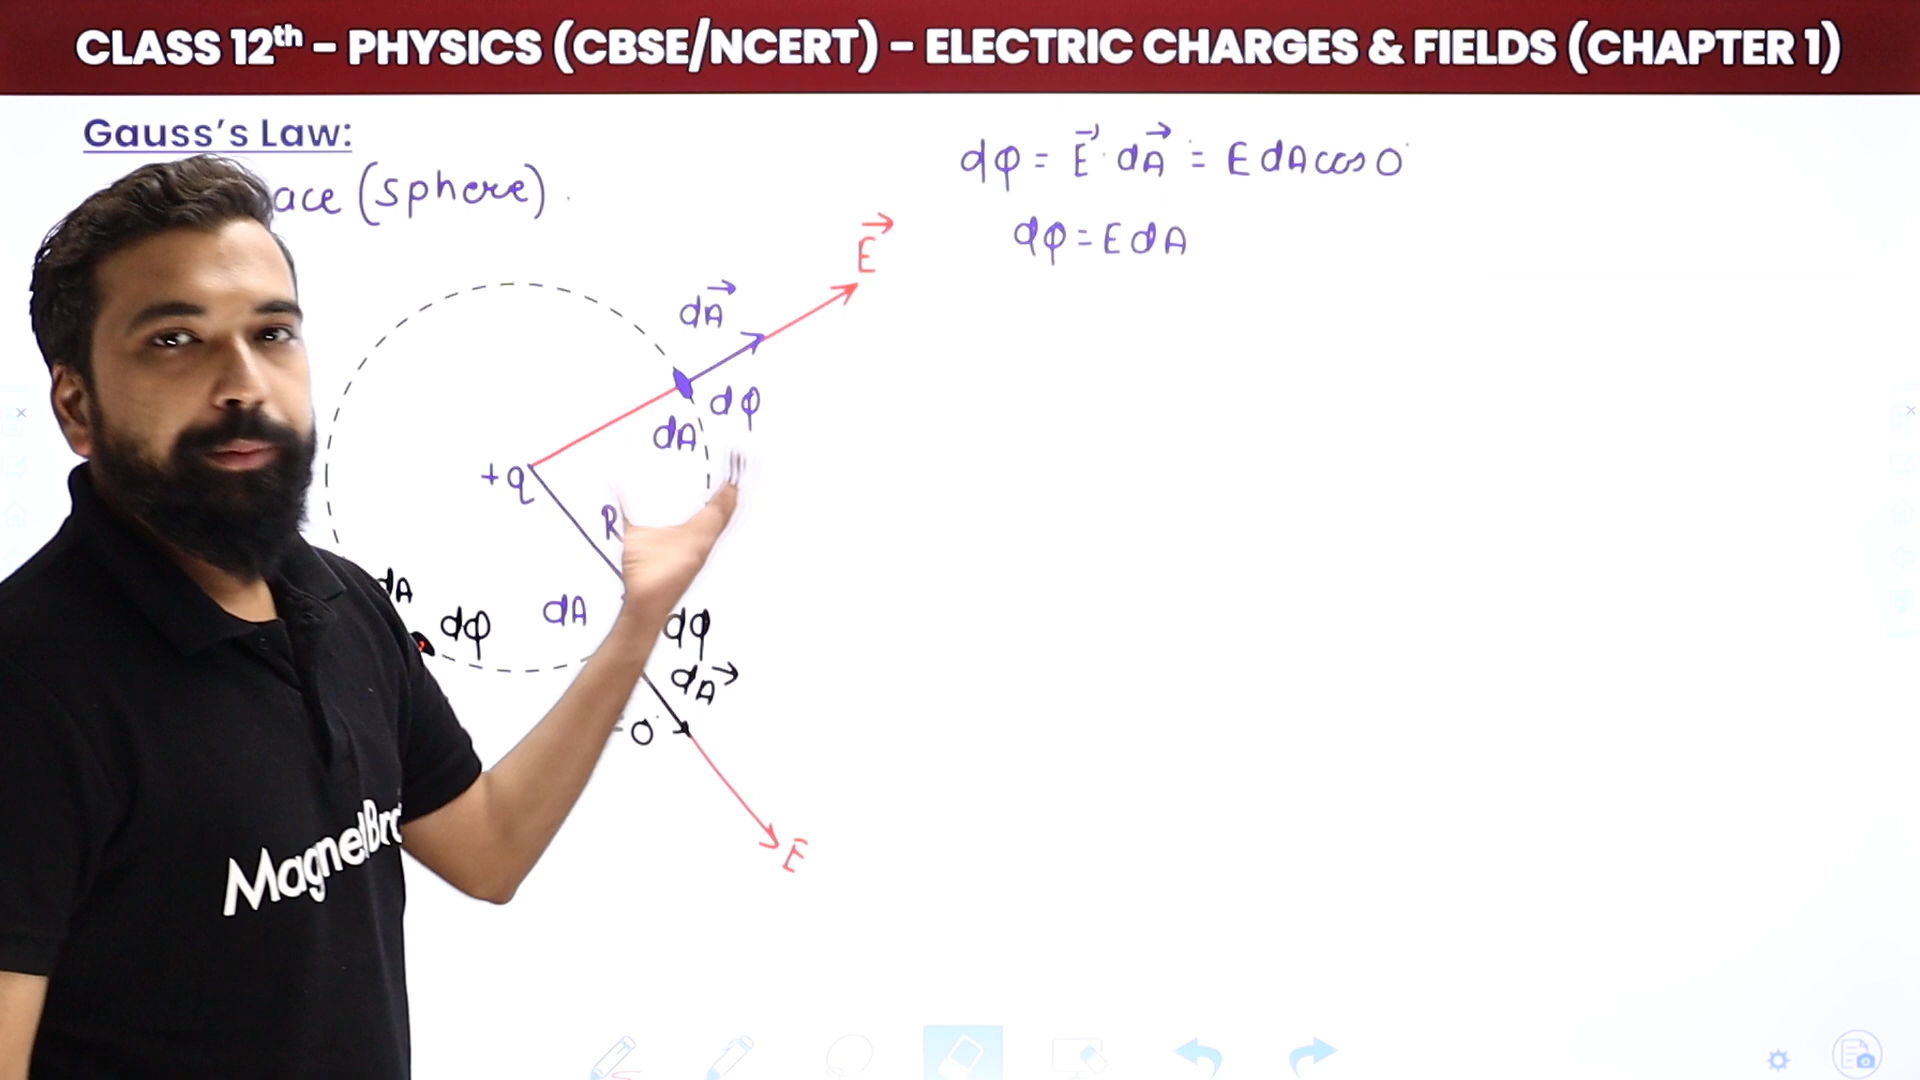 CLASS 12th – PHYSICS (CBSE/NCERT) – ELECTRIC CHARGES & FIELDS (CHAPTER 1)
Gauss's Law:
ace (sphere).
dφ = E⃗ · dA⃗ = E dA cos 0°
dφ = E dA
E⃗
dA⃗
dφ
dA
+q
R
dA
dφ
dA
dφ
dA⃗
= 0°
E
MagnetBr